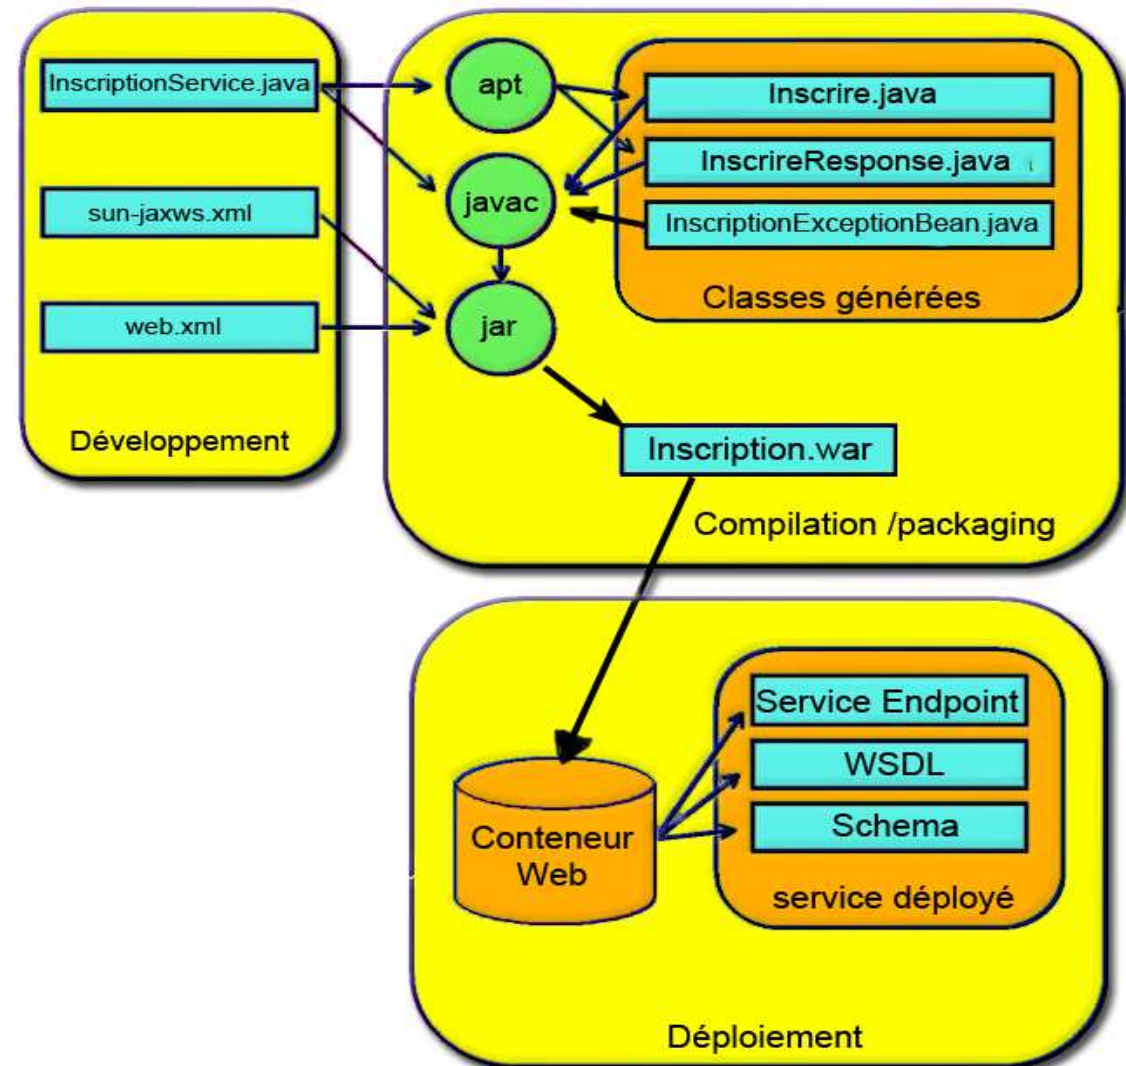 InscriptionService.java
sun-jaxws.xml
web.xml
Développement
apt
javac
jar
Inscrire.java
InscrireResponse.java
InscriptionExceptionBean.java
Classes générées
Inscription.war
Compilation /packaging
Conteneur
Web
Service Endpoint
WSDL
Schema
service déployé
Déploiement